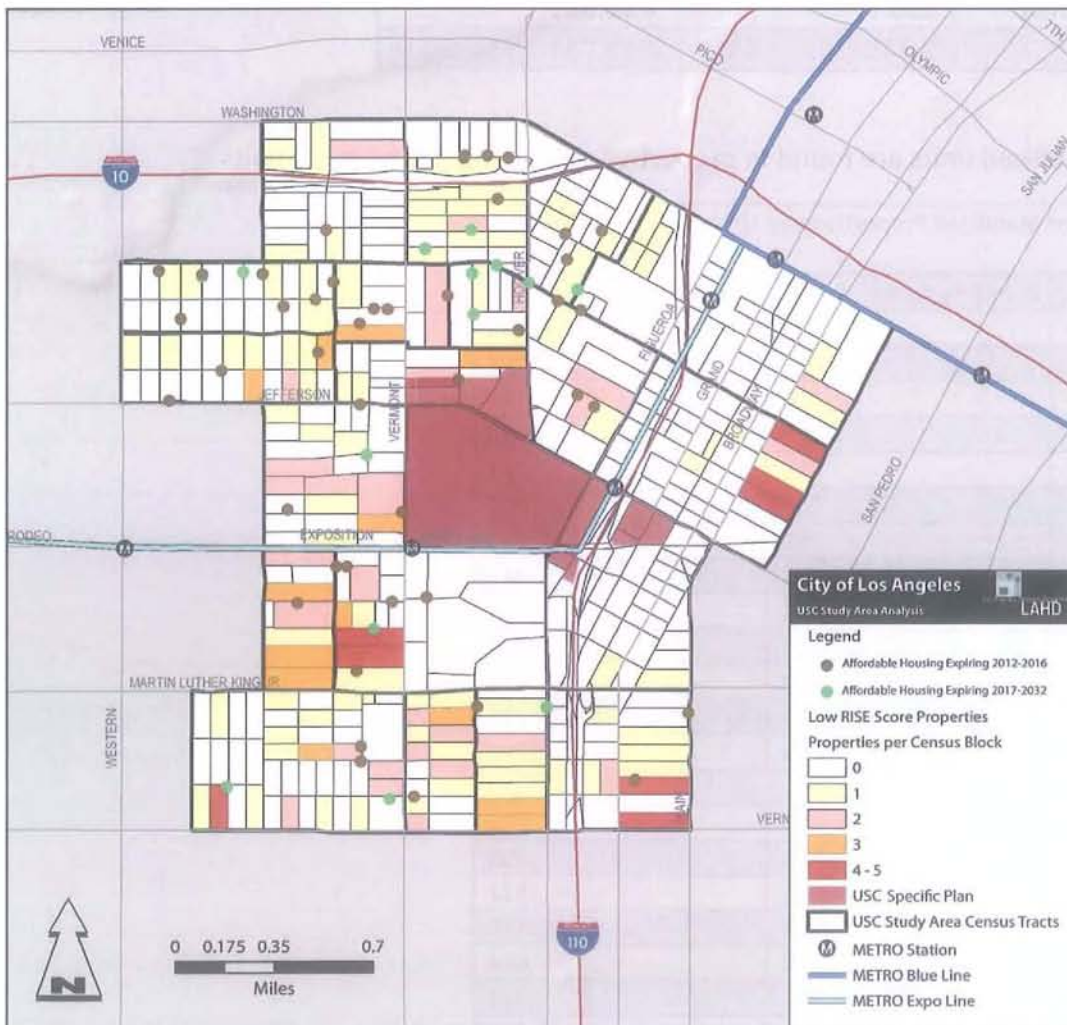 VENICE
PICO
OLYMPIC
7TH
WASHINGTON
10
SAN JULIAN
HOOVER
FIGUEROA
GRAND
BROADWAY
VERMONT
JEFFERSON
SAN PEDRO
RODEO
EXPOSITION
MARTIN LUTHER KING JR
WESTERN
MAIN
VERN
City of Los Angeles
USC Study Area Analysis
LAHD
Legend
Affordable Housing Expiring 2012-2016
Affordable Housing Expiring 2017-2032
Low RISE Score Properties
Properties per Census Block
0
1
2
3
4 - 5
USC Specific Plan
USC Study Area Census Tracts
M METRO Station
METRO Blue Line
METRO Expo Line
N
0 0.175 0.35 0.7
Miles
110